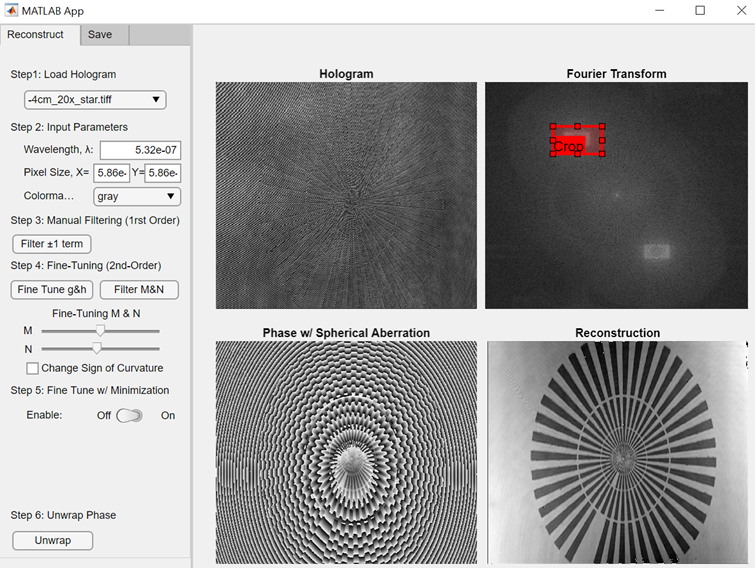 MATLAB App
Reconstruct Save
Step1: Load Hologram
-4cm_20x_star.tiff
Step 2: Input Parameters
Wavelength, λ: 5.32e-07
Pixel Size, X= 5.86e- Y= 5.86e-
Colorma… gray
Step 3: Manual Filtering (1rst Order)
Filter ±1 term
Step 4: Fine-Tuning (2nd-Order)
Fine Tune g&h Filter M&N
Fine-Tuning M & N
M
N
Change Sign of Curvature
Step 5: Fine Tune w/ Minimization
Enable: Off On
Step 6: Unwrap Phase
Unwrap
Hologram
Fourier Transform
Crop
Phase w/ Spherical Aberration
Reconstruction